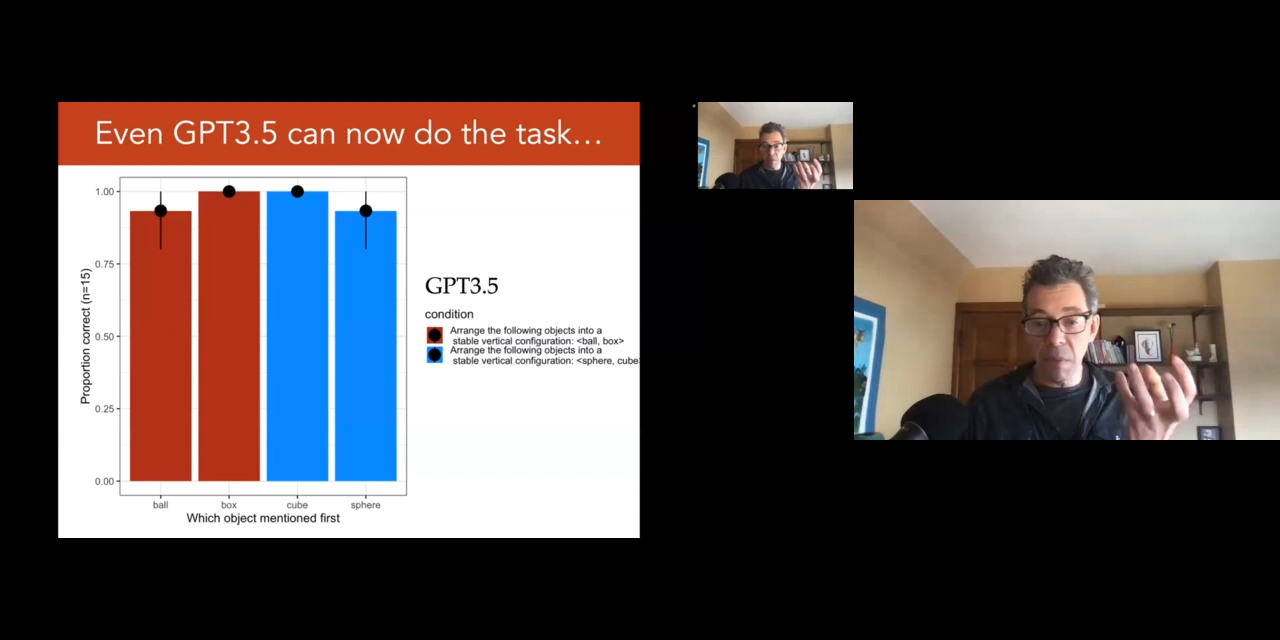 Even GPT3.5 can now do the task…
1.00
0.75
0.50
0.25
0.00
Proportion correct (n=15)
ball
box
cube
sphere
Which object mentioned first
GPT3.5
condition
Arrange the following objects into a
stable vertical configuration: <ball, box>
Arrange the following objects into a
stable vertical configuration: <sphere, cube